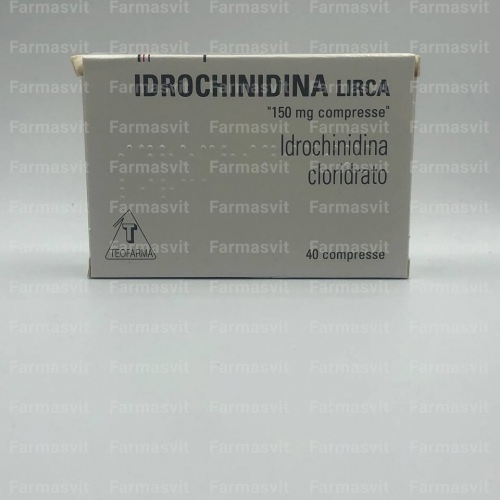 IDROCHINIDINA LIRCA
"150 mg compresse"
Idrochinidina
cloridrato
T
TEOFARMA
40 compresse
Farmasvit